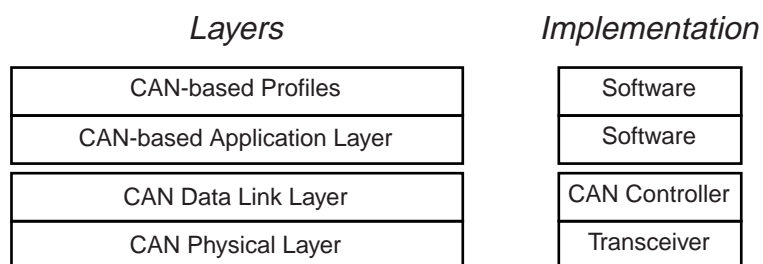 Layers Implementation
CAN-based Profiles Software
CAN-based Application Layer Software
CAN Data Link Layer CAN Controller
CAN Physical Layer Transceiver